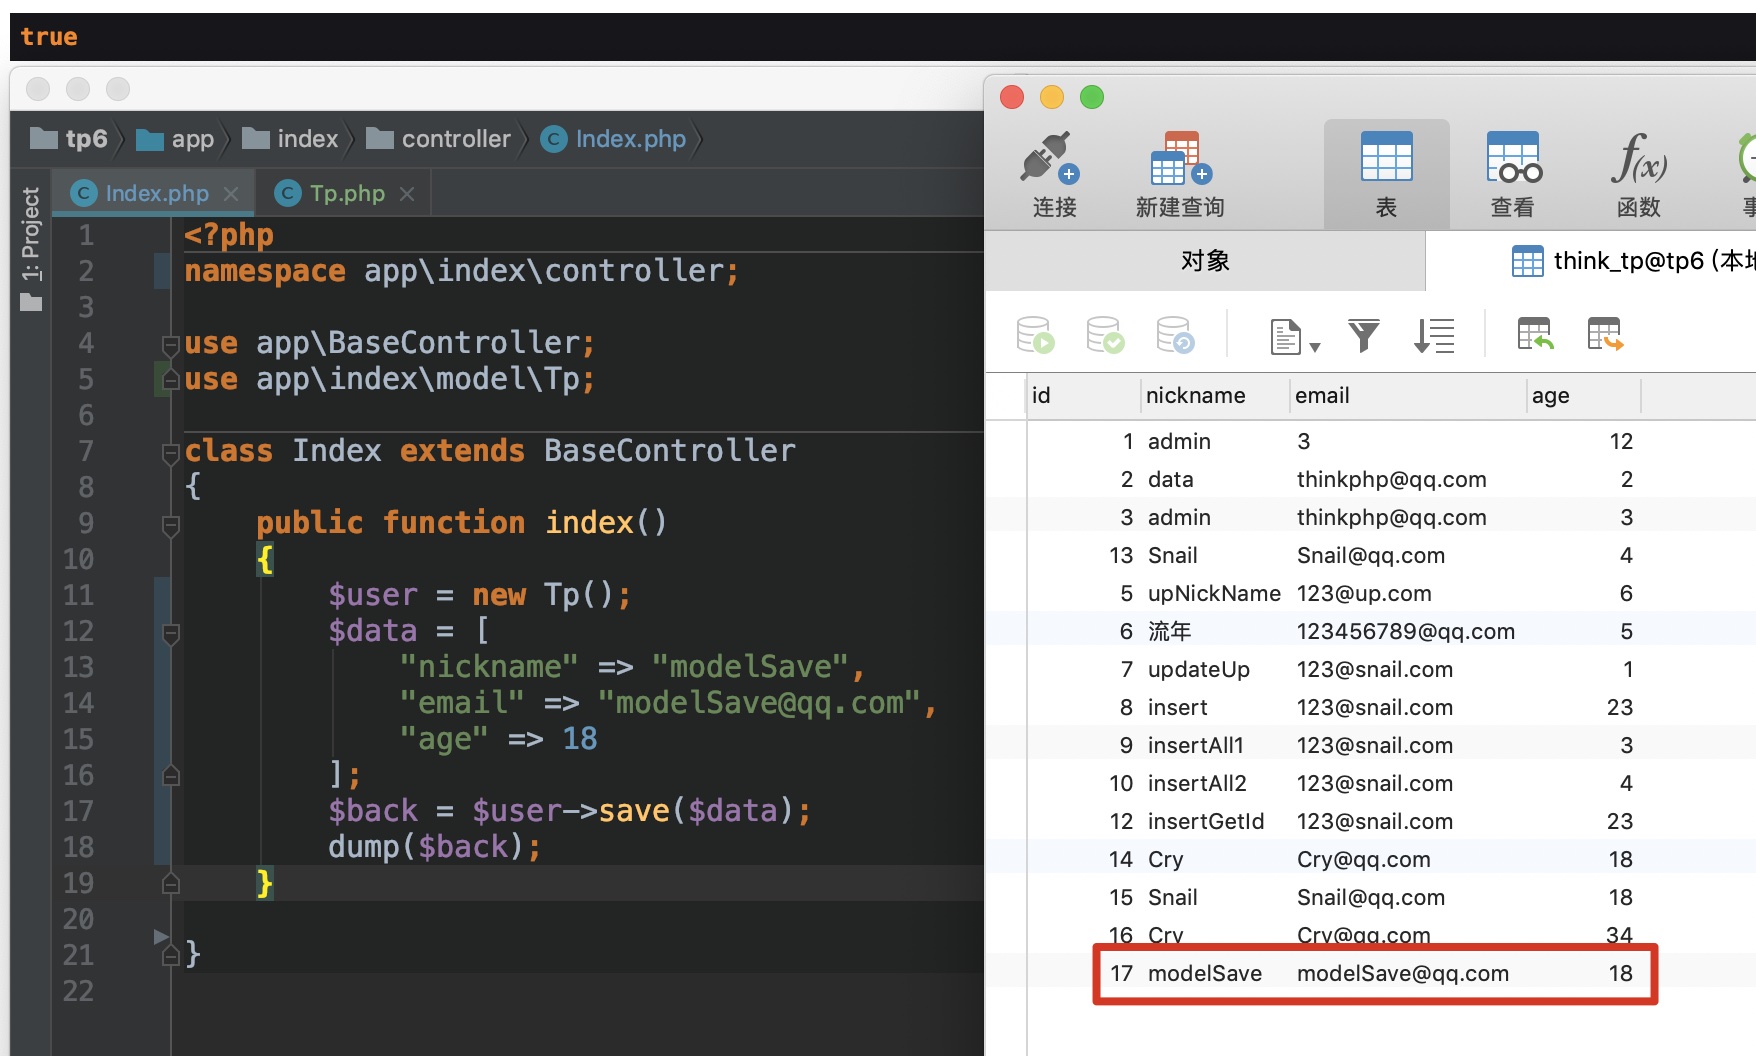 true
tp6 app index controller Index.php
Index.php Tp.php
1: Project
1 <?php
2 namespace app\index\controller;
3
4 use app\BaseController;
5 use app\index\model\Tp;
6
7 class Index extends BaseController
8 {
9 public function index()
10 {
11 $user = new Tp();
12 $data = [
13 "nickname" => "modelSave",
14 "email" => "modelSave@qq.com",
15 "age" => 18
16 ];
17 $back = $user->save($data);
18 dump($back);
19 }
20
21 }
22
连接 新建查询 表 查看 函数 事
对象 think_tp@tp6 (本地
id nickname email age
1 admin 3 12
2 data thinkphp@qq.com 2
3 admin thinkphp@qq.com 3
13 Snail Snail@qq.com 4
5 upNickName 123@up.com 6
6 流年 123456789@qq.com 5
7 updateUp 123@snail.com 1
8 insert 123@snail.com 23
9 insertAll1 123@snail.com 3
10 insertAll2 123@snail.com 4
12 insertGetId 123@snail.com 23
14 Cry Cry@qq.com 18
15 Snail Snail@qq.com 18
16 Cry Cry@qq.com 34
17 modelSave modelSave@qq.com 18